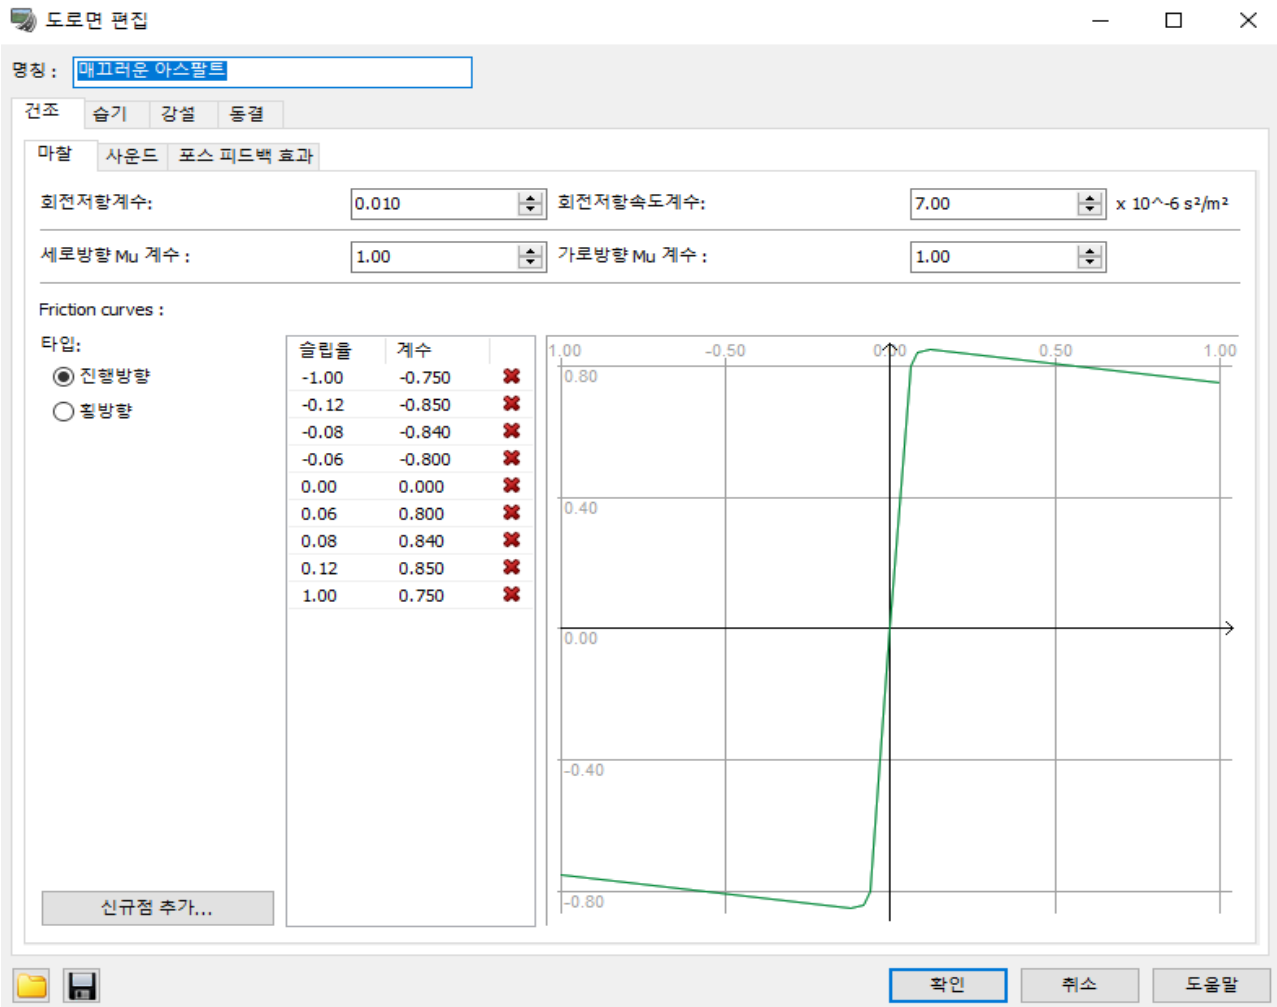 도로면 편집
명칭 : 매끄러운 아스팔트
건조 습기 강설 동결
마찰 사운드 포스 피드백 효과
회전저항계수: 0.010 회전저항속도계수: 7.00 x 10^-6 s²/m²
세로방향 Mu 계수 : 1.00 가로방향 Mu 계수 : 1.00
Friction curves :
타입:
진행방향
횡방향
슬립율 계수
-1.00 -0.750
-0.12 -0.850
-0.08 -0.840
-0.06 -0.800
0.00 0.000
0.06 0.800
0.08 0.840
0.12 0.850
1.00 0.750
1.00 -0.50 0.00 0.50 1.00
0.80
0.40
0.00
-0.40
-0.80
신규점 추가...
확인 취소 도움말